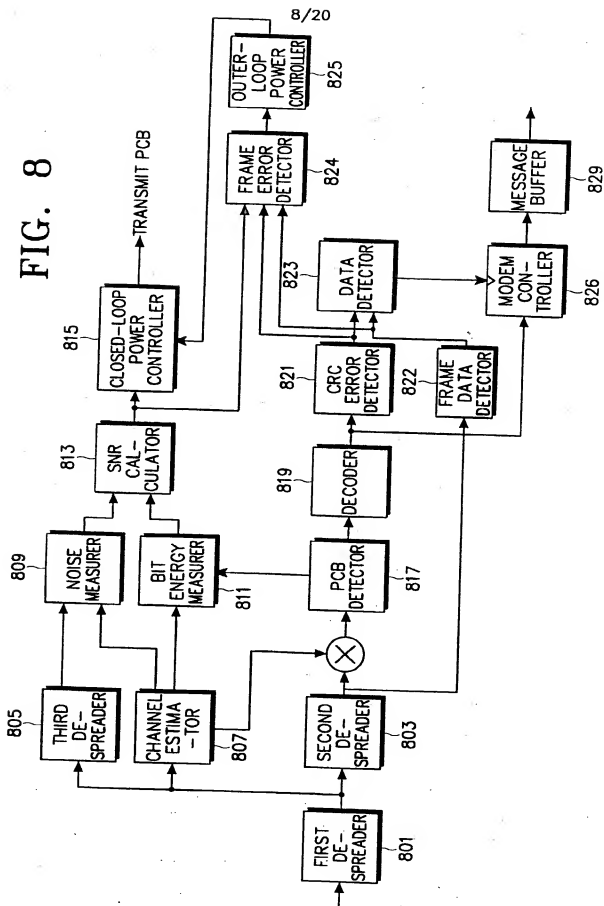 8/20
FIG. 8
FIRST
DE-
SPREADER
801
THIRD
DE-
SPREADER
805
CHANNEL
ESTIMA
-TOR
807
SECOND
DE-
SPREADER
803
NOISE
MEASURER
809
BIT
ENERGY
MEASURER
811
PCB
DETECTOR
817
SNR
CAL-
CULATOR
813
DECODER
819
CLOSED-LOOP
POWER
CONTROLLER
815
TRANSMIT PCB
CRC
ERROR
DETECTOR
821
FRAME
DATA
DETECTOR
822
DATA
DETECTOR
823
FRAME
ERROR
DETECTOR
824
OUTER-
LOOP
POWER
CONTROLLER
825
MODEM
CON-
TROLLER
826
MESSAGE
BUFFER
829